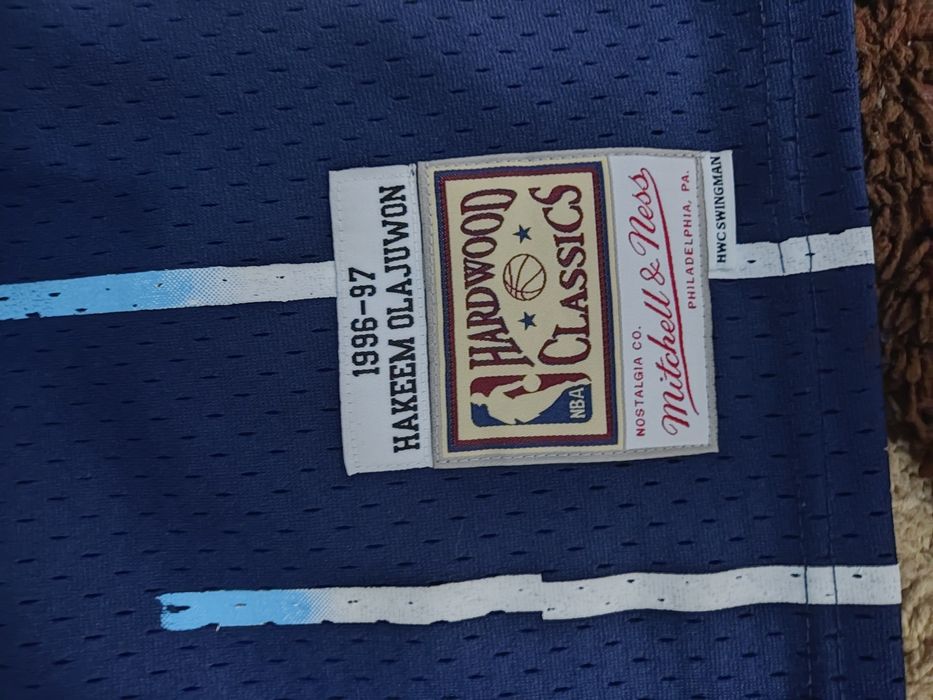 1996-97
HAKEEM OLAJUWON
HARDWOOD
CLASSICS
NBA
NOSTALGIA CO.
Mitchell & Ness
PHILADELPHIA, PA.
HWC SWINGMAN